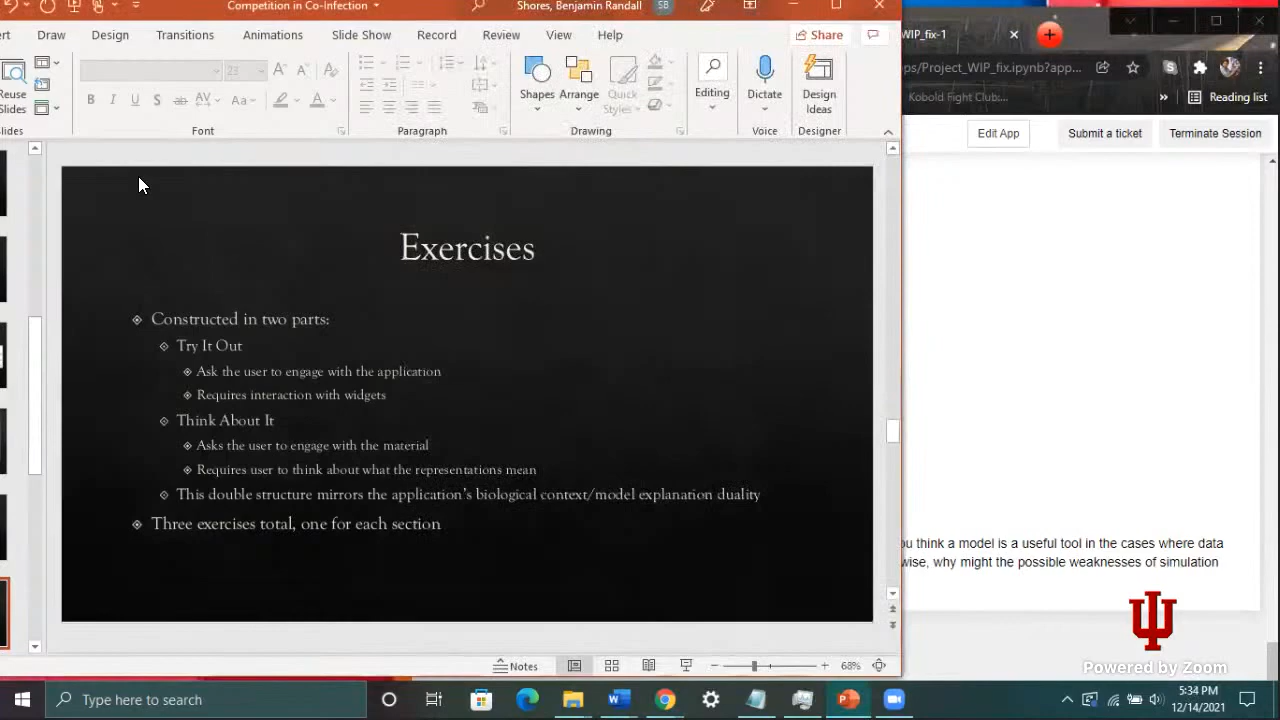 Competition in Co-Infection
Shores, Benjamin Randall
SB
Draw
Design
Transitions
Animations
Slide Show
Record
Review
View
Help
Share
Reuse
Slides
B
I
U
S
ab
Aa
A
Font
Paragraph
Shapes
Arrange
Quick
Styles
Drawing
Editing
Dictate
Voice
Design
Ideas
Designer
Exercises
Constructed in two parts:
Try It Out
Ask the user to engage with the application
Requires interaction with widgets
Think About It
Asks the user to engage with the material
Requires user to think about what the representations mean
This double structure mirrors the application's biological context/model explanation duality
Three exercises total, one for each section
Notes
68%
WIP_fix-1
ps/Project_WIP_fix.ipynb?app...
Kobold Fight Club:...
»
Reading list
Edit App
Submit a ticket
Terminate Session
ou think a model is a useful tool in the cases where data
wise, why might the possible weaknesses of simulation
Powered by Zoom
Type here to search
5:34 PM
12/14/2021